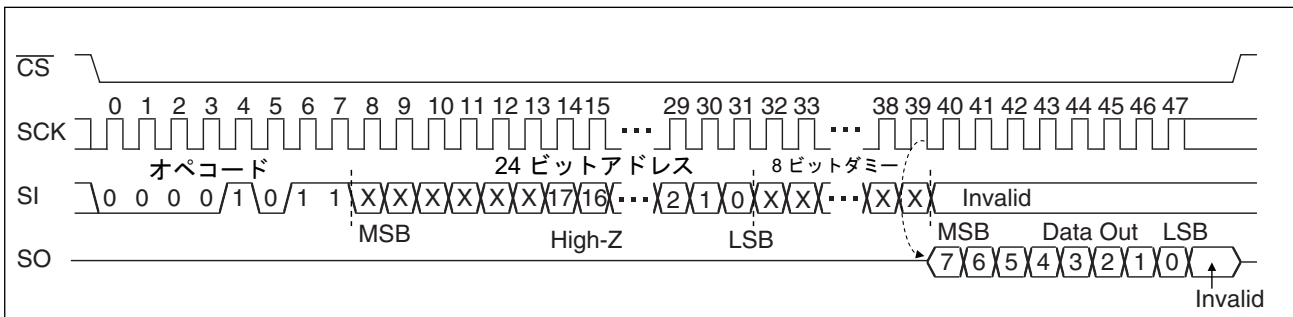 CS
0 1 2 3 4 5 6 7 8 9 10 11 12 13 14 15 29 30 31 32 33 38 39 40 41 42 43 44 45 46 47
SCK
オペコード 24 ビットアドレス 8 ビットダミー
SI 0 0 0 0 1 0 1 1 X X X X X X 17 16 2 1 0 X X X X Invalid
MSB High-Z LSB MSB Data Out LSB
SO 7 6 5 4 3 2 1 0
Invalid